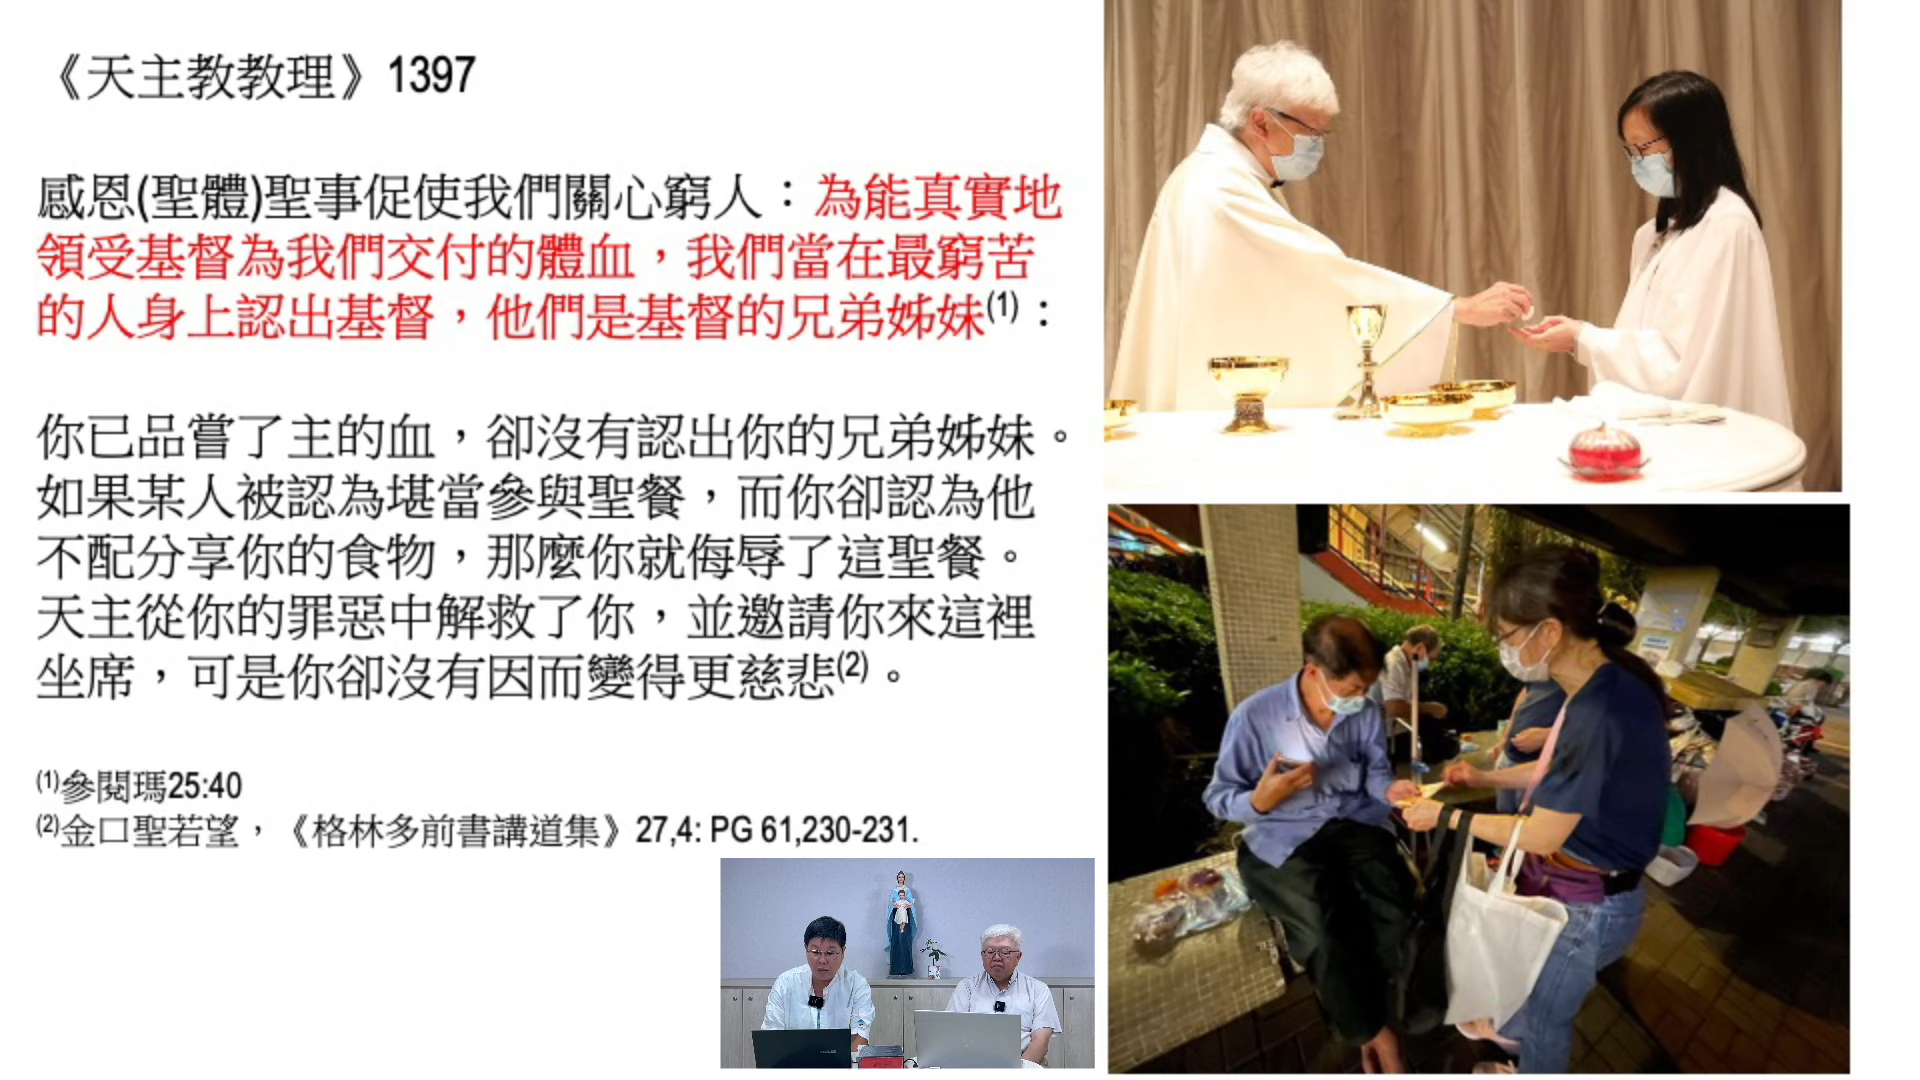 《天主教教理》1397
感恩(聖體)聖事促使我們關心窮人：為能真實地
領受基督為我們交付的體血，我們當在最窮苦
的人身上認出基督，他們是基督的兄弟姊妹(1)：
你已品嘗了主的血，卻沒有認出你的兄弟姊妹。
如果某人被認為堪當參與聖餐，而你卻認為他
不配分享你的食物，那麼你就侮辱了這聖餐。
天主從你的罪惡中解救了你，並邀請你來這裡
坐席，可是你卻沒有因而變得更慈悲(2)。
(1)參閱瑪25:40
(2)金口聖若望，《格林多前書講道集》27,4: PG 61,230-231.